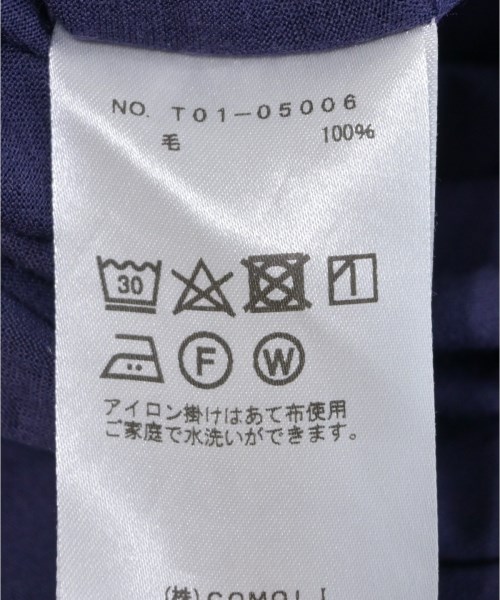 NO. T01-05006
毛 100%
30
F W
アイロン掛けはあて布使用
ご家庭で水洗いができます。
(株) COMOLI